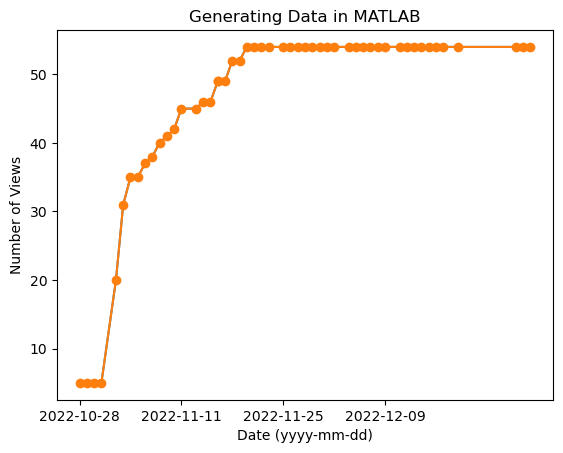 Generating Data in MATLAB
Number of Views
50
40
30
20
10
2022-10-28 2022-11-11 2022-11-25 2022-12-09
Date (yyyy-mm-dd)